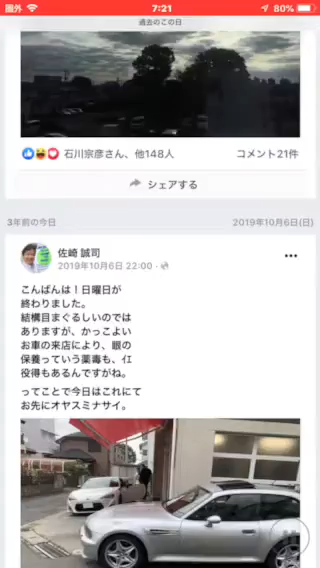 圏外
7:21
80%
過去のこの日
石川宗彦さん、他148人
コメント21件
シェアする
3年前の今日
2019年10月6日(日)
佐崎 誠司
2019年10月6日 22:00
こんばんは！日曜日が
終わりました。
結構目まぐるしいのでは
ありますが、かっこよい
お車の来店により、眼の
保養っていう薬毒も、仕
役得もあるんですがね。
ってことで今日はこれにて
お先にオヤスミナサイ。